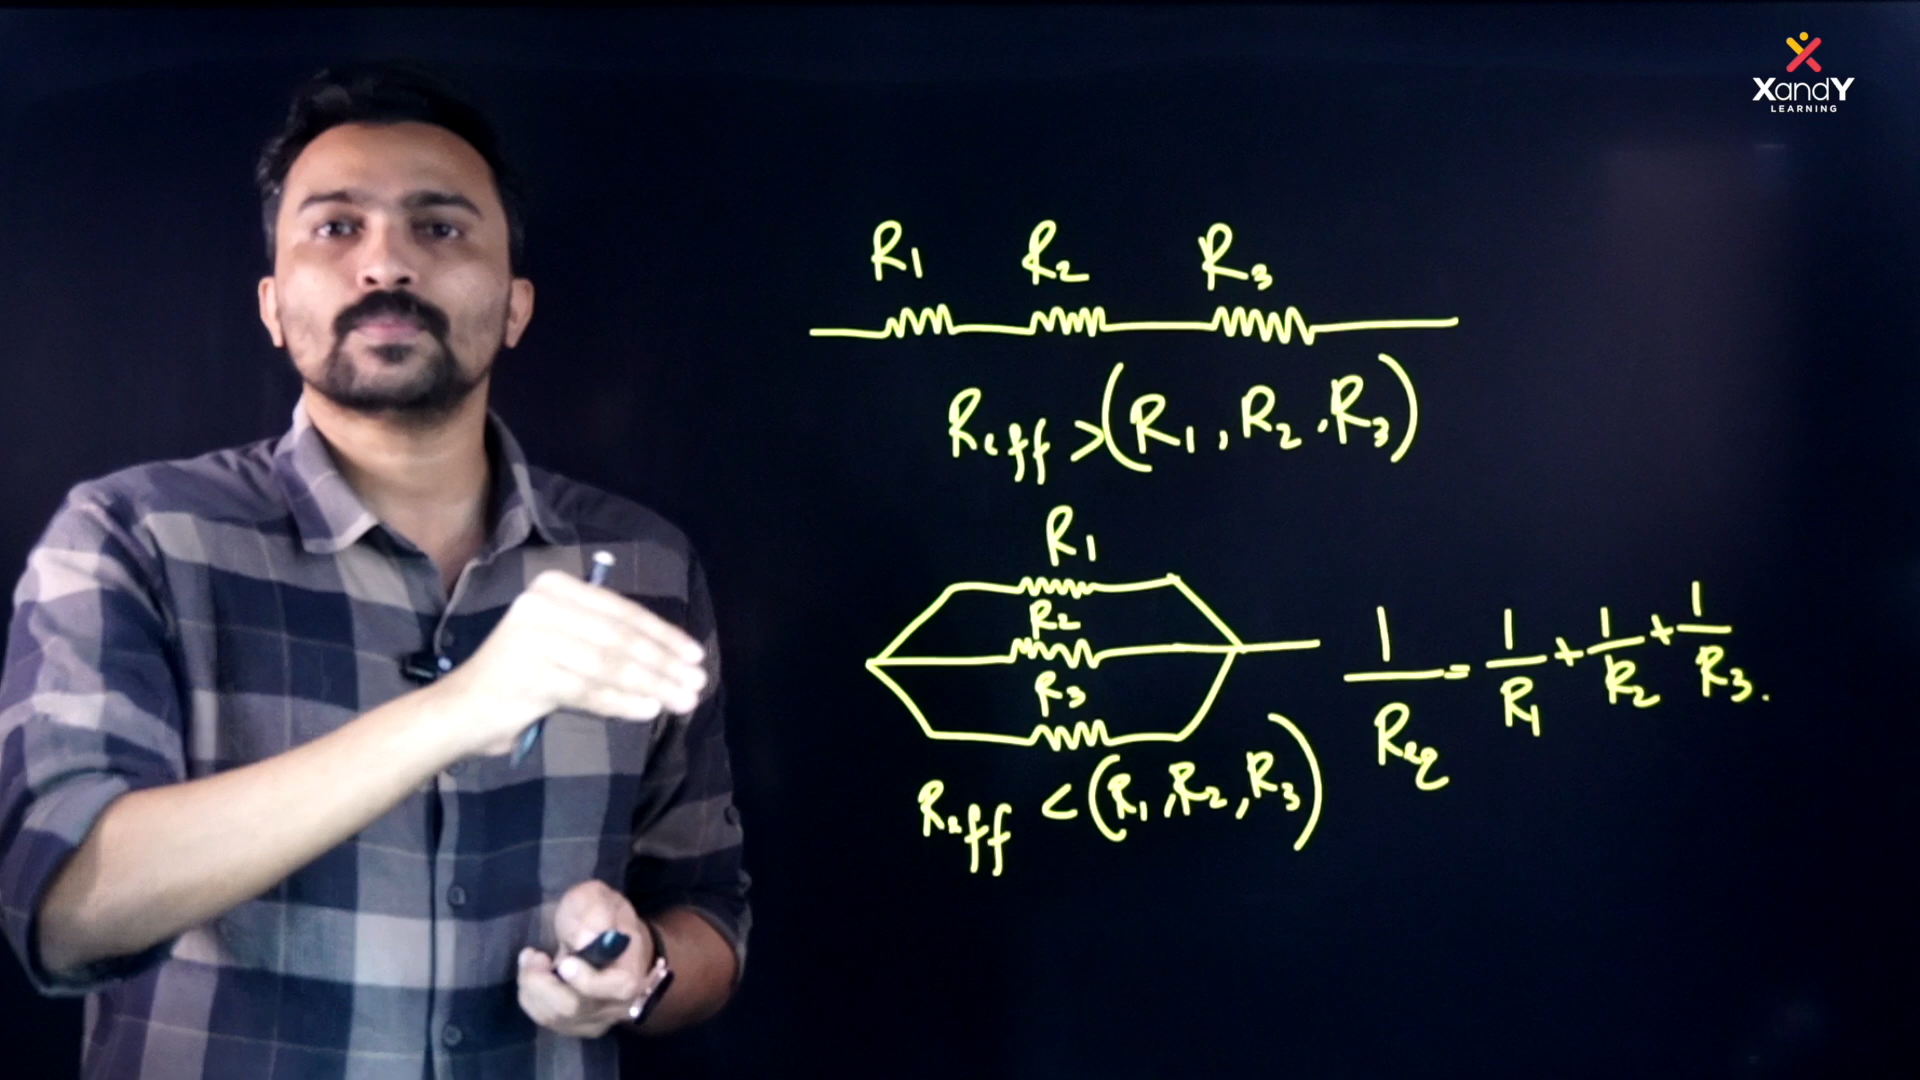 XandY
LEARNING
R₁ R₂ R₃
Reff > (R₁, R₂, R₃)
R₁
R₂
R₃
1/Req = 1/R₁ + 1/R₂ + 1/R₃.
Reff < (R₁, R₂, R₃)